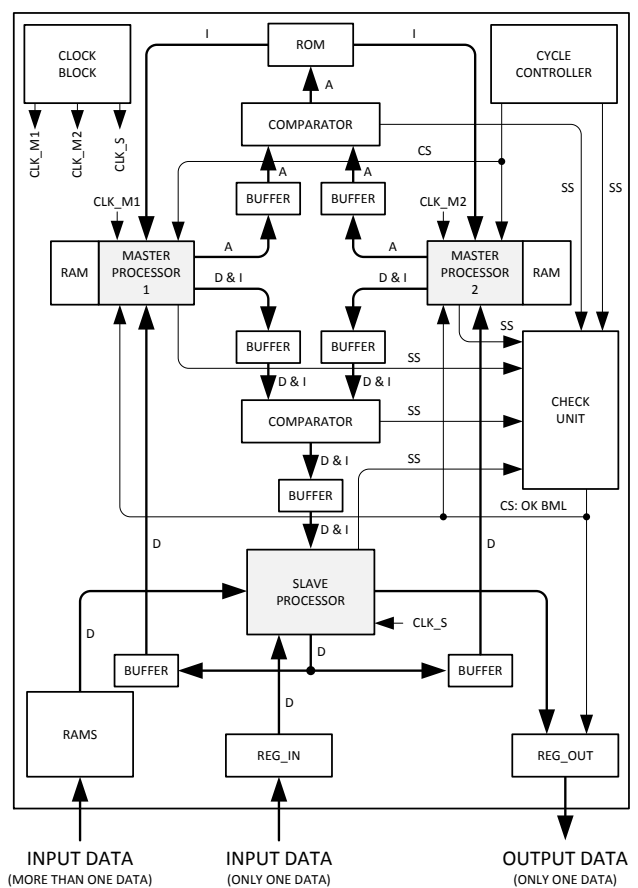 I
ROM
I
CLOCK
BLOCK
CYCLE
CONTROLLER
A
COMPARATOR
CLK_M1
CLK_M2
CLK_S
CS
A
A
SS
SS
BUFFER
BUFFER
CLK_M1
CLK_M2
RAM
MASTER
PROCESSOR
1
A
A
MASTER
PROCESSOR
2
RAM
D & I
D & I
BUFFER
BUFFER
SS
SS
D & I
D & I
COMPARATOR
SS
CHECK
UNIT
D & I
SS
BUFFER
CS: OK BML
D & I
D
D
SLAVE
PROCESSOR
CLK_S
D
D
BUFFER
BUFFER
D
RAMS
REG_IN
REG_OUT
INPUT DATA
(MORE THAN ONE DATA)
INPUT DATA
(ONLY ONE DATA)
OUTPUT DATA
(ONLY ONE DATA)